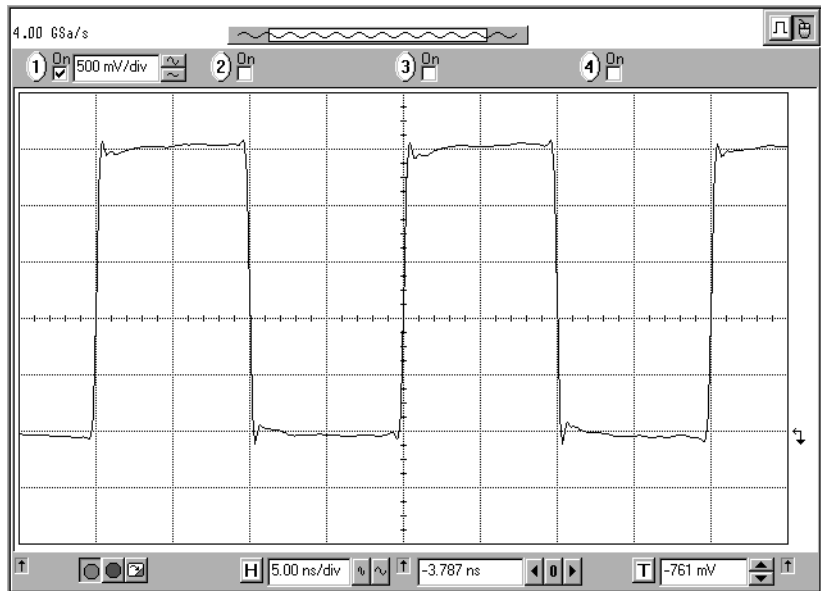 4.00 GSa/s
1 On 500 mV/div 2 On 3 On 4 On
H 5.00 ns/div -3.787 ns 0 T -761 mV